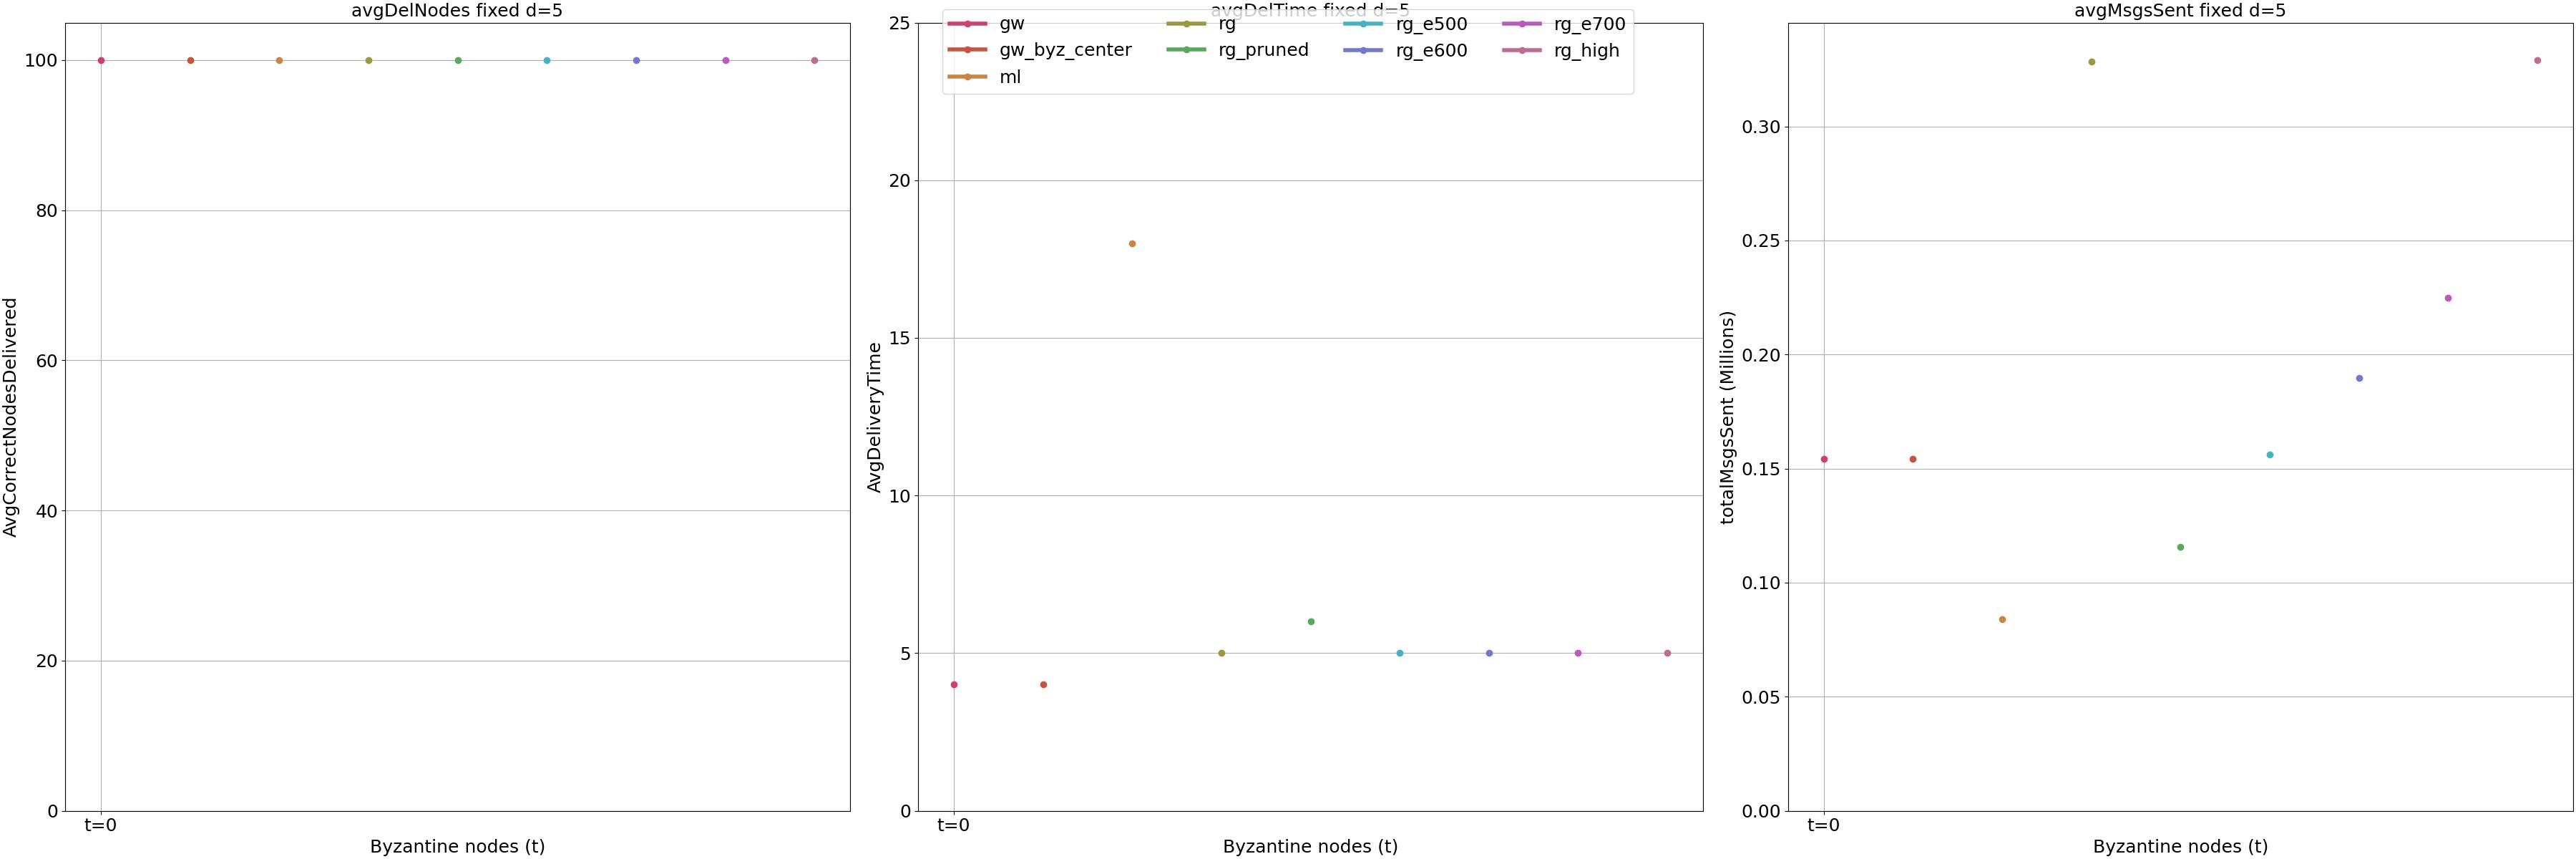 avgDelNodes fixed d=5
AvgCorrectNodesDelivered
100
80
60
40
20
0
t=0
Byzantine nodes (t)
avgDelTime fixed d=5
gw
gw_byz_center
ml
rg
rg_pruned
rg_e500
rg_e600
rg_e700
rg_high
AvgDeliveryTime
25
20
15
10
5
0
t=0
Byzantine nodes (t)
avgMsgsSent fixed d=5
totalMsgsSent (Millions)
0.30
0.25
0.20
0.15
0.10
0.05
0.00
t=0
Byzantine nodes (t)